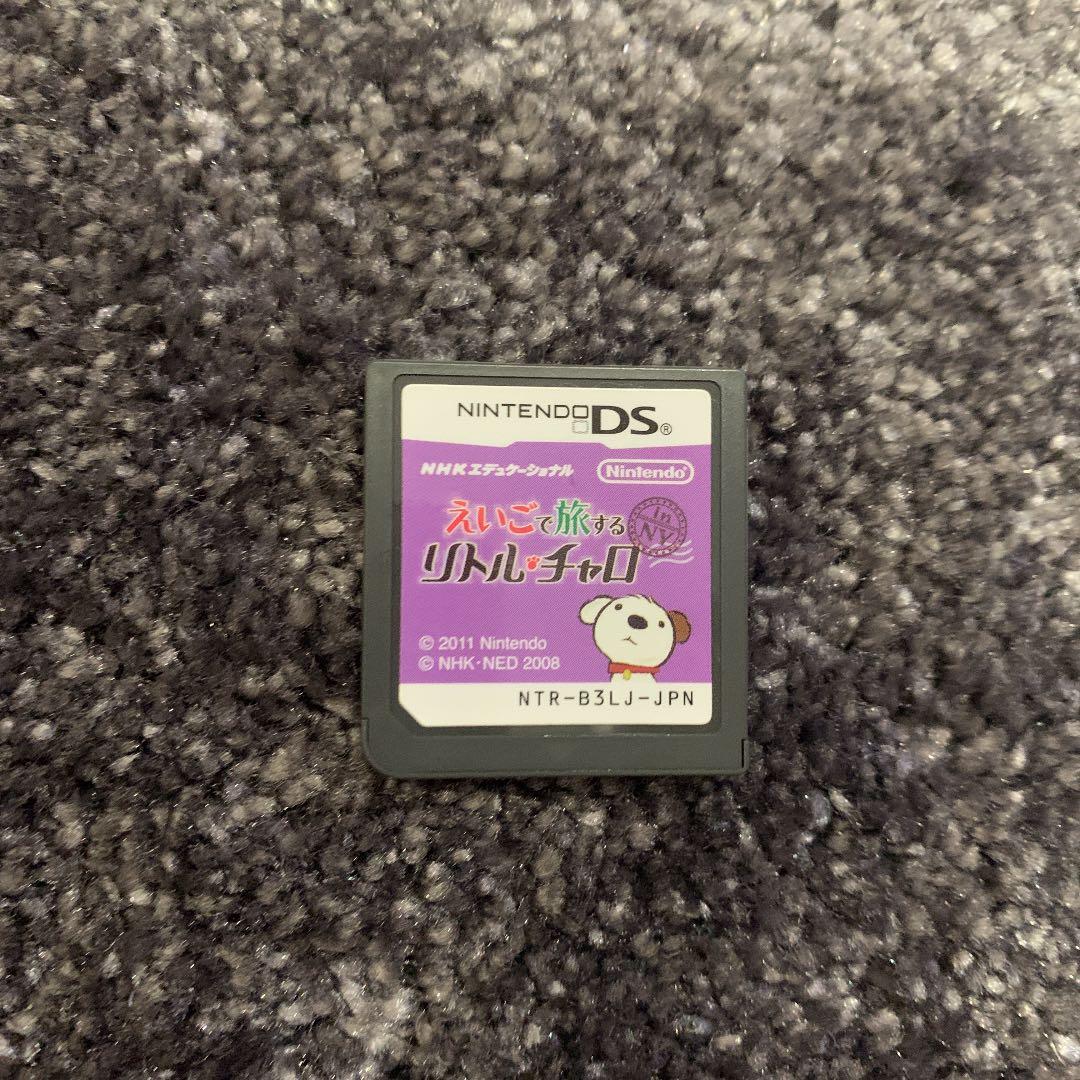 NINTENDO DS®
NHKエデュケーショナル Nintendo®
えいごで旅する
in NY
リトル・チャロ
© 2011 Nintendo
© NHK・NED 2008
NTR-B3LJ-JPN